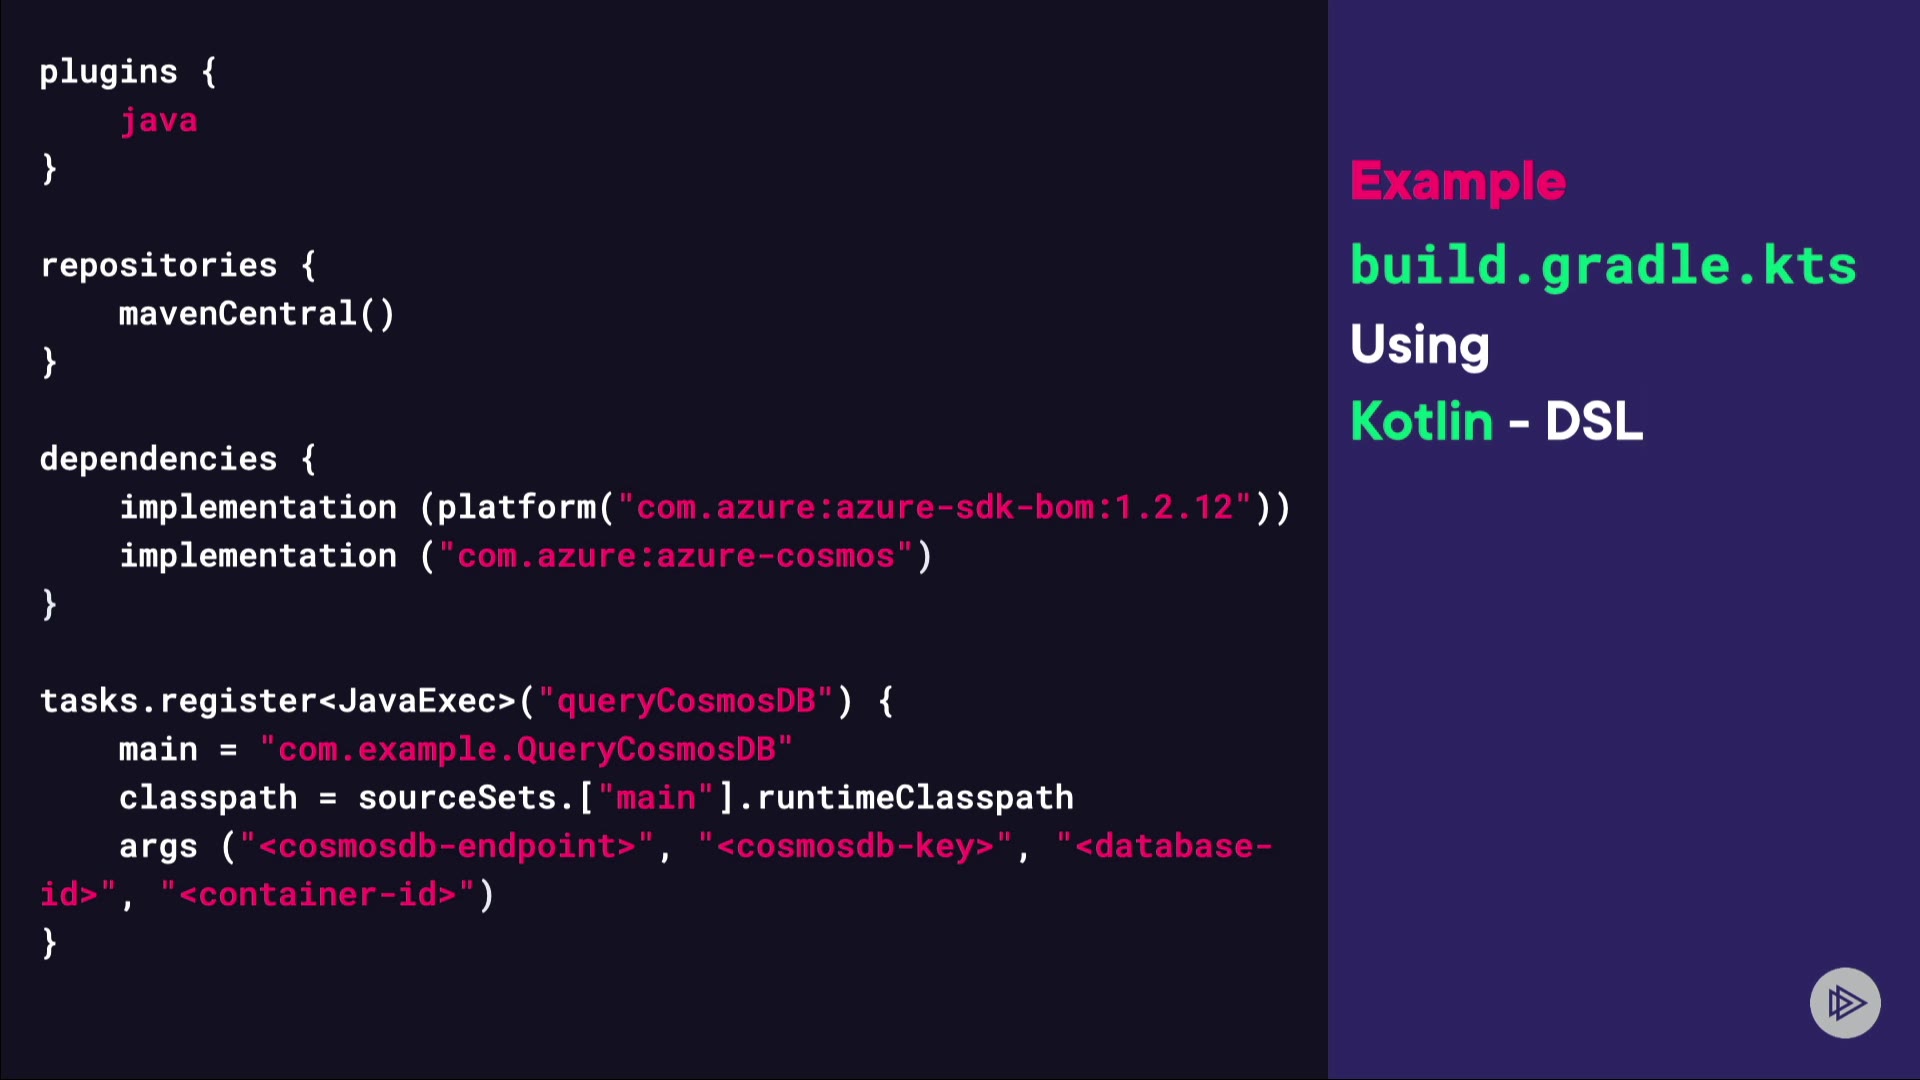 plugins {
java
}
repositories {
mavenCentral()
}
dependencies {
implementation (platform("com.azure:azure-sdk-bom:1.2.12"))
implementation ("com.azure:azure-cosmos")
}
tasks.register<JavaExec>("queryCosmosDB") {
main = "com.example.QueryCosmosDB"
classpath = sourceSets.["main"].runtimeClasspath
args ("<cosmosdb-endpoint>", "<cosmosdb-key>", "<database-
id>", "<container-id>")
}
Example
build.gradle.kts
Using
Kotlin - DSL